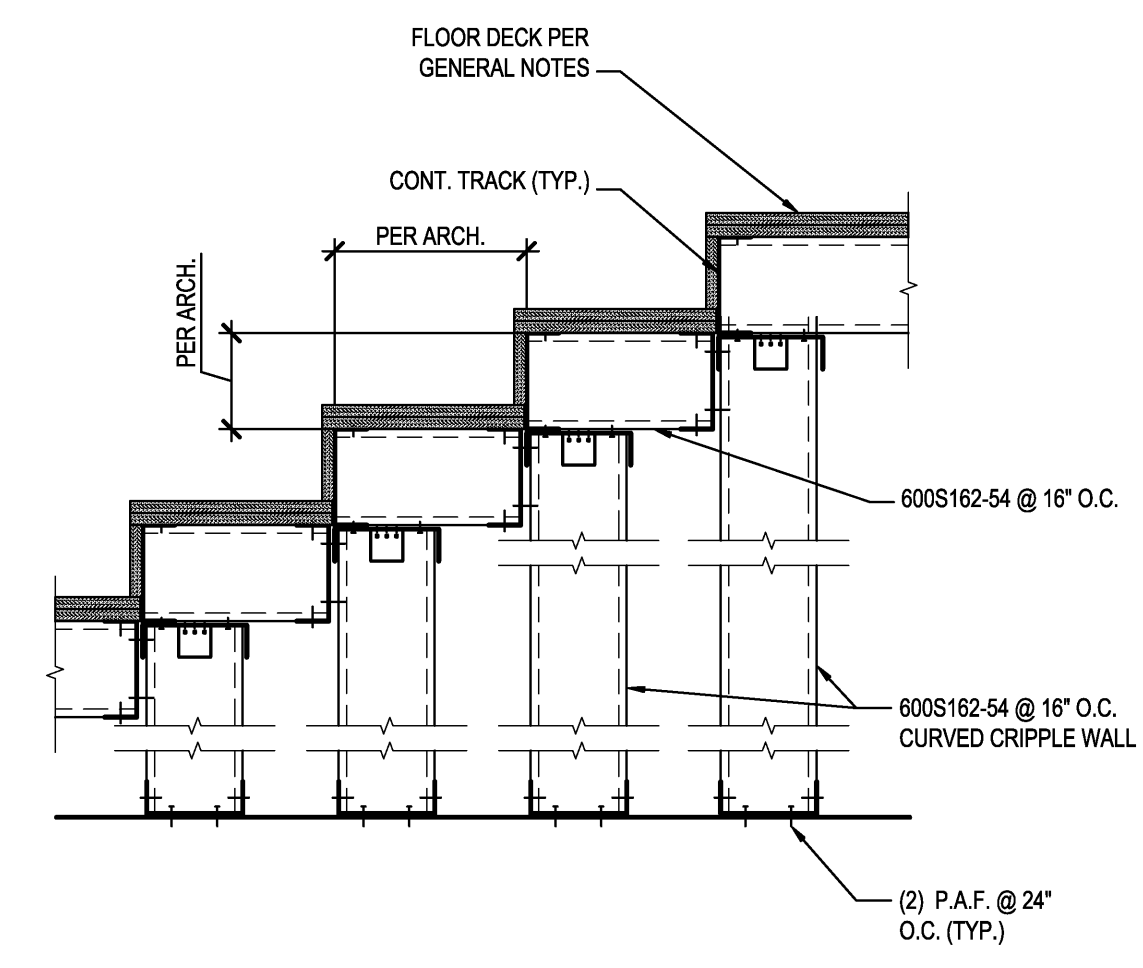 FLOOR DECK PER
GENERAL NOTES
CONT. TRACK (TYP.)
PER ARCH.
PER ARCH.
600S162-54 @ 16" O.C.
600S162-54 @ 16" O.C.
CURVED CRIPPLE WALL
(2) P.A.F. @ 24"
O.C. (TYP.)